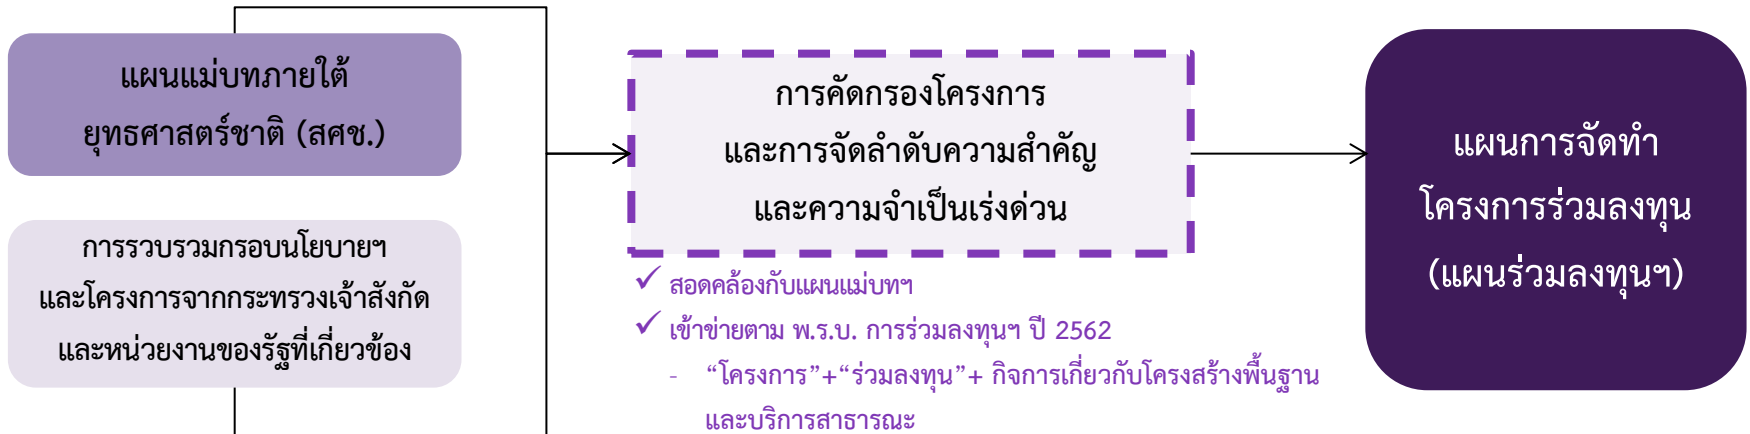 แผนแม่บทภายใต้
ยุทธศาสตร์ชาติ (สศช.)
การรวบรวมกรอบนโยบายฯ
และโครงการจากกระทรวงเจ้าสังกัด
และหน่วยงานของรัฐที่เกี่ยวข้อง
การคัดกรองโครงการ
และการจัดลำดับความสำคัญ
และความจำเป็นเร่งด่วน
✓ สอดคล้องกับแผนแม่บทฯ
✓ เข้าข่ายตาม พ.ร.บ. การร่วมลงทุนฯ ปี 2562
- “โครงการ”+“ร่วมลงทุน”+ กิจการเกี่ยวกับโครงสร้างพื้นฐาน
และบริการสาธารณะ
แผนการจัดทำ
โครงการร่วมลงทุน
(แผนร่วมลงทุนฯ)